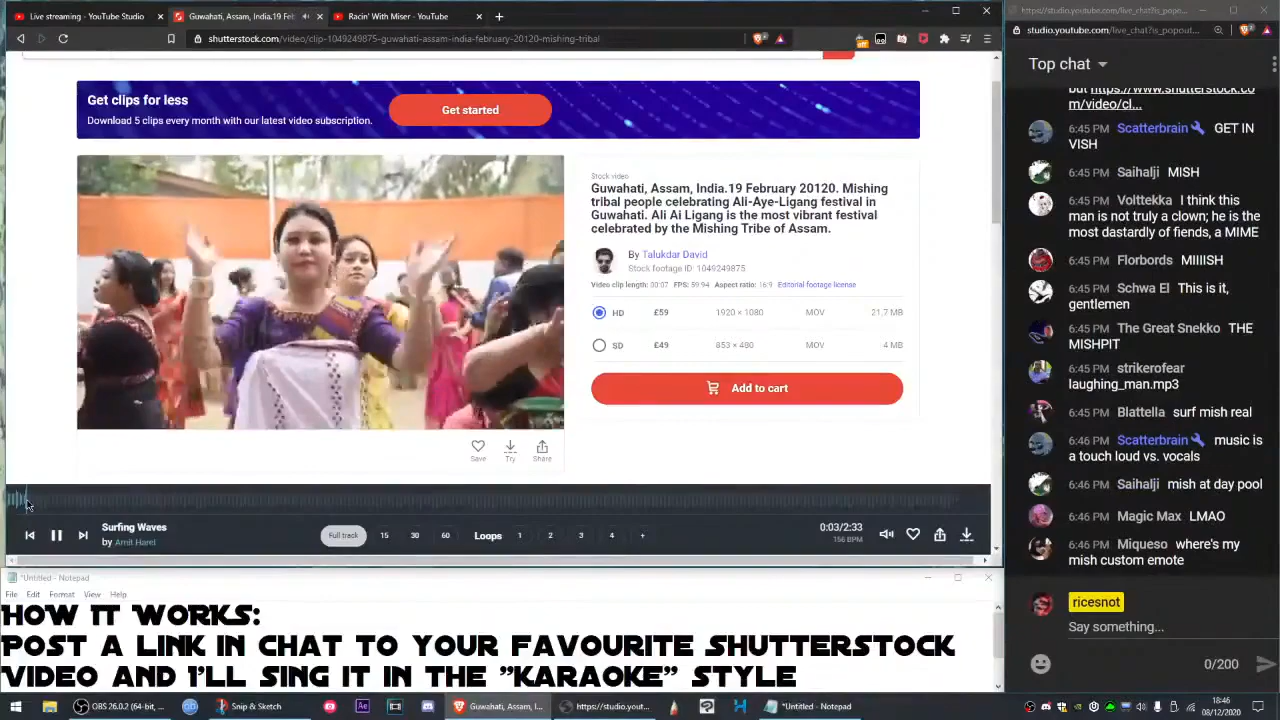 Live streaming - YouTube Studio
Guwahati, Assam, India.19 Feb
Racin' With Miser - YouTube
https://studio.youtube.com/live_chat?is_popout
shutterstock.com/video/clip-1049249875-guwahati-assam-india-february-20120-mishing-tribal
studio.youtube.com/live_chat?is_popou...
Get clips for less
Download 5 clips every month with our latest video subscription.
Get started
Stock video
Guwahati, Assam, India.19 February 20120. Mishing
tribal people celebrating Ali-Aye-Ligang festival in
Guwahati. Ali Ai Ligang is the most vibrant festival
celebrated by the Mishing Tribe of Assam.
By Talukdar David
Stock footage ID: 1049249875
Video clip length: 00:07 FPS: 59.94 Aspect ratio: 16:9 Editorial footage license
HD £59 1920 × 1080 MOV 21.7 MB
SD £49 853 × 480 MOV 4 MB
Add to cart
Save Try Share
Surfing Waves
by Amit Harel
Full track 15 30 60 Loops 1 2 3 4 +
0:03/2:33
156 BPM
Top chat
but https://www.shutterstock.co
m/video/cl...
6:45 PM Scatterbrain GET IN
VISH
6:45 PM Saihalji MISH
6:45 PM Volttekka I think this
man is not truly a clown; he is the
most dastardly of fiends, a MIME
6:45 PM Florbords MIIIISH
6:45 PM Schwa El This is it,
gentlemen
6:45 PM The Great Snekko THE
MISHPIT
6:45 PM strikerofear
laughing_man.mp3
6:45 PM Blattella surf mish real
6:46 PM Scatterbrain music is
a touch loud vs. vocals
6:46 PM Saihalji mish at day pool
6:46 PM Magic Max LMAO
6:46 PM Miqueso where's my
mish custom emote
ricesnot
Say something...
0/200
*Untitled - Notepad
File Edit Format View Help
HOW IT WORKS:
POST A LINK IN CHAT TO YOUR FAVOURITE SHUTTERSTOCK
VIDEO AND I'LL SING IT IN THE "KARAOKE" STYLE
OBS 26.0.2 (64-bit, ...
Snip & Sketch
Guwahati, Assam, I...
https://studio.yout...
*Untitled - Notepad
18:46
08/12/2020